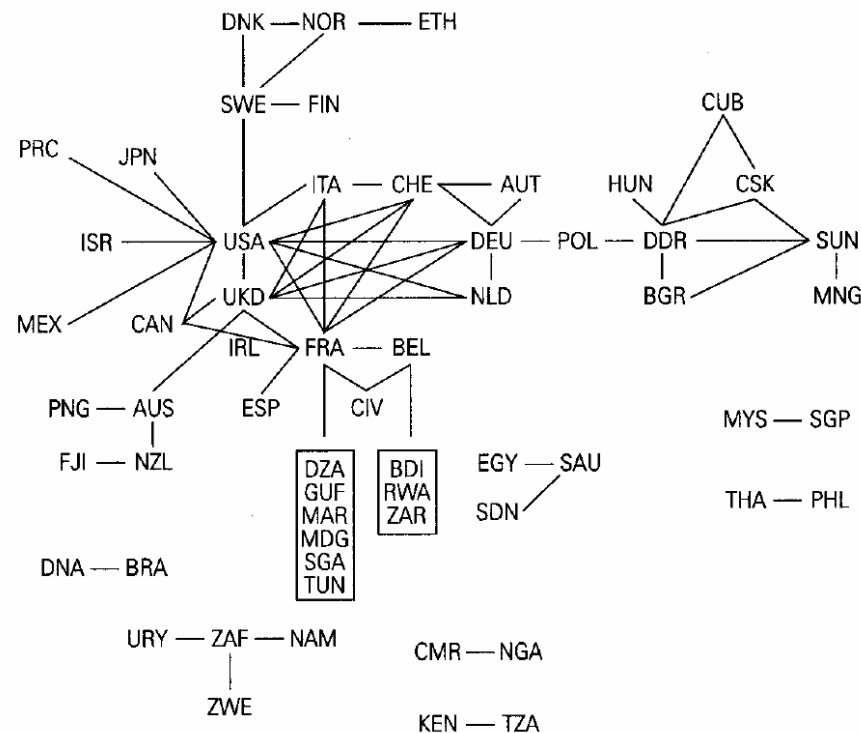 DNK NOR ETH
SWE FIN
CUB
PRC JPN
ITA CHE AUT HUN CSK
ISR USA DEU POL DDR SUN
UKD NLD BGR MNG
MEX CAN
IRL FRA BEL
PNG AUS ESP CIV
MYS SGP
FJI NZL
DZA BDI EGY SAU
GUF RWA
MAR ZAR SDN THA PHL
MDG
SGA
TUN
DNA BRA
URY ZAF NAM
CMR NGA
ZWE
KEN TZA